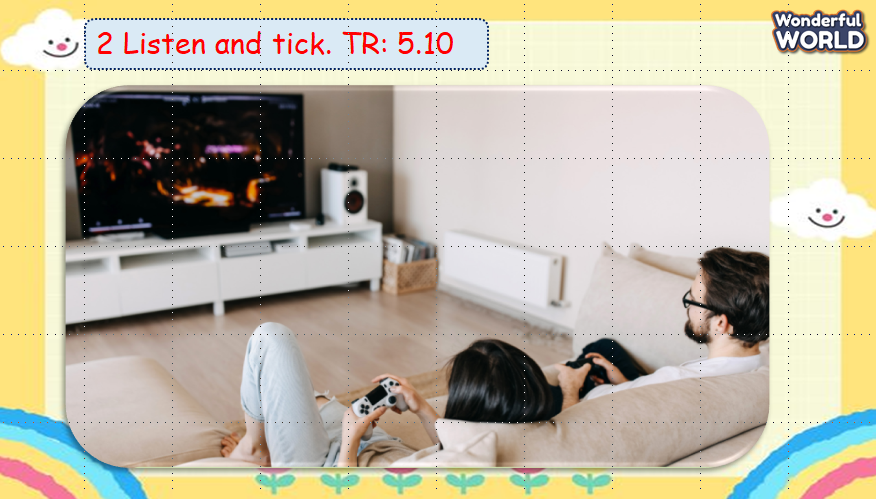 2 Listen and tick. TR: 5.10
Wonderful
WORLD